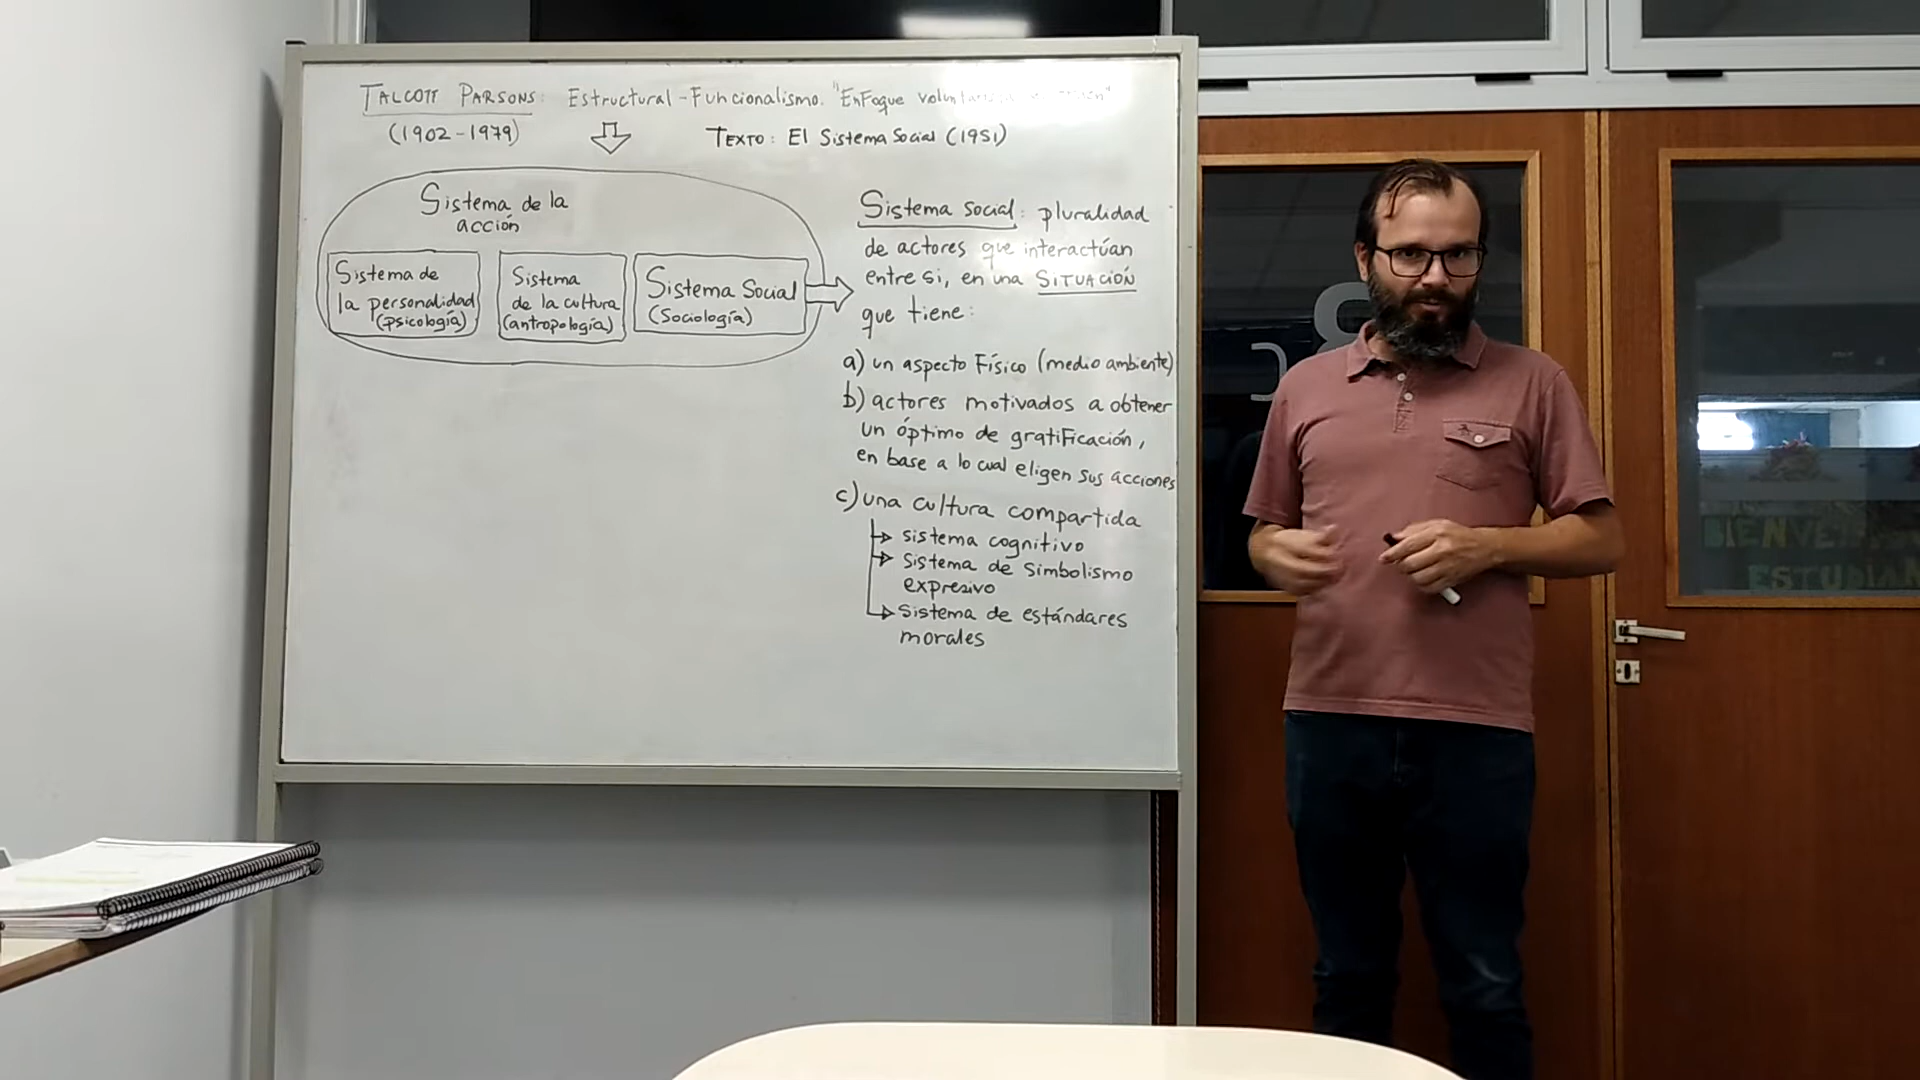 TALCOTT PARSONS: Estructural-Funcionalismo. "EnFoque
(1902-1979)
TEXTO: El Sistema Social (1951)
Sistema de la
acción
Sistema de
la personalidad
(psicología)
Sistema
de la cultura
(antropología)
Sistema Social
(Sociología)
Sistema social: pluralidad
de actores que interactúan
entre si, en una SITUACIÓN
que tiene:
a) un aspecto Físico (medio ambiente)
b) actores motivados a obtener
un óptimo de gratificación,
en base a lo cual eligen sus acciones
c) una cultura compartida
sistema cognitivo
Sistema de simbolismo
expresivo
Sistema de estándares
morales
ESTUDIAN